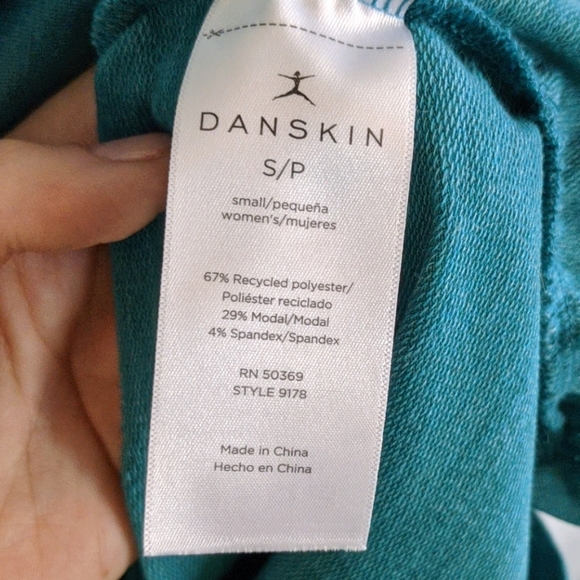 DANSKIN
S/P
small/pequeña
women's/mujeres
67% Recycled polyester/
Poliéster reciclado
29% Modal/Modal
4% Spandex/Spandex
RN 50369
STYLE 9178
Made in China
Hecho en China